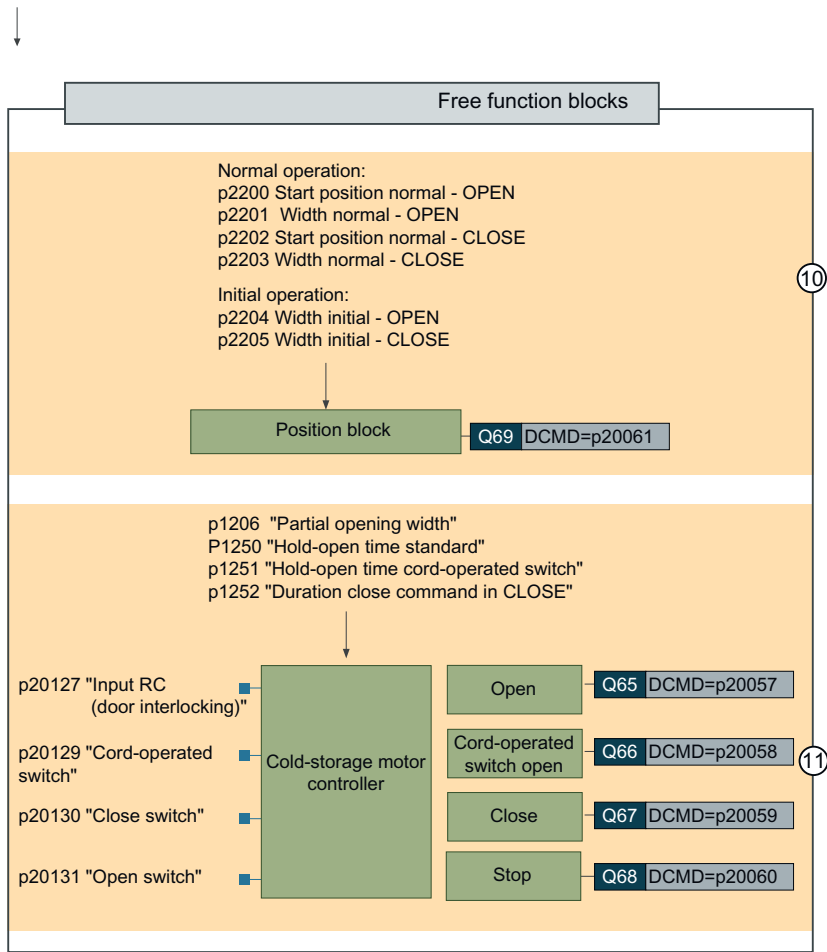 Free function blocks
Normal operation:
p2200 Start position normal - OPEN
p2201 Width normal - OPEN
p2202 Start position normal - CLOSE
p2203 Width normal - CLOSE
10
Initial operation:
p2204 Width initial - OPEN
p2205 Width initial - CLOSE
Position block
Q69 DCMD=p20061
p1206 "Partial opening width"
P1250 "Hold-open time standard"
p1251 "Hold-open time cord-operated switch"
p1252 "Duration close command in CLOSE"
p20127 "Input RC
(door interlocking)"
p20129 "Cord-operated
switch"
p20130 "Close switch"
p20131 "Open switch"
Cold-storage motor
controller
Open
Q65 DCMD=p20057
Cord-operated
switch open
Q66 DCMD=p20058
11
Close
Q67 DCMD=p20059
Stop
Q68 DCMD=p20060